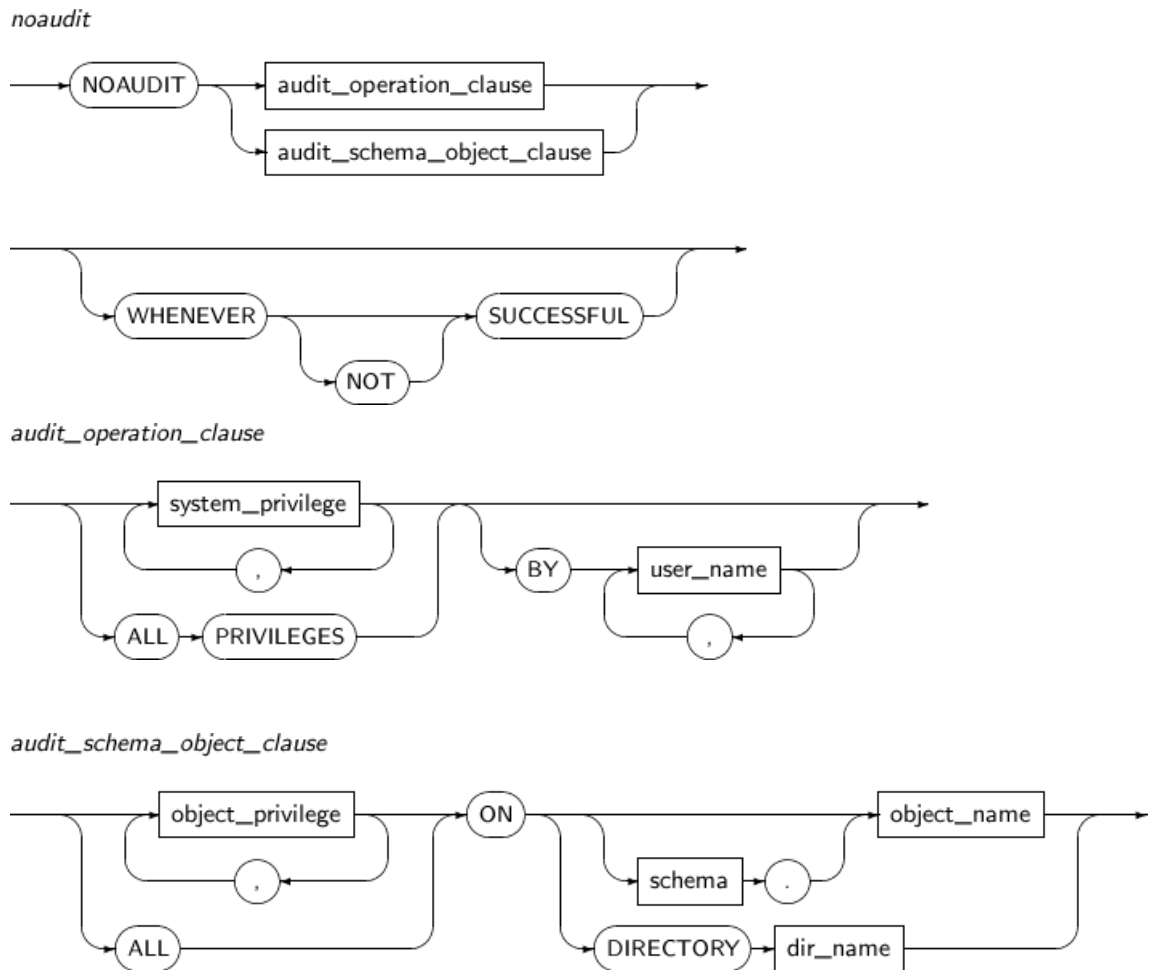 noaudit
NOAUDIT audit_operation_clause
audit_schema_object_clause
WHENEVER SUCCESSFUL
NOT
audit_operation_clause
system_privilege
, BY user_name
ALL PRIVILEGES ,
audit_schema_object_clause
object_privilege ON object_name
, schema .
ALL DIRECTORY dir_name